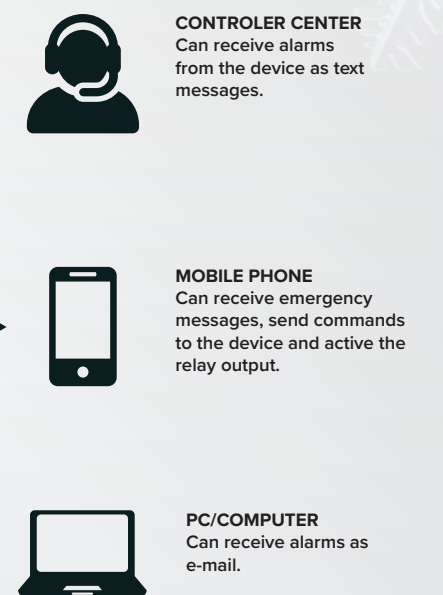 CONTROLER CENTER
Can receive alarms
from the device as text
messages.
MOBILE PHONE
Can receive emergency
messages, send commands
to the device and active the
relay output.
PC/COMPUTER
Can receive alarms as
e-mail.